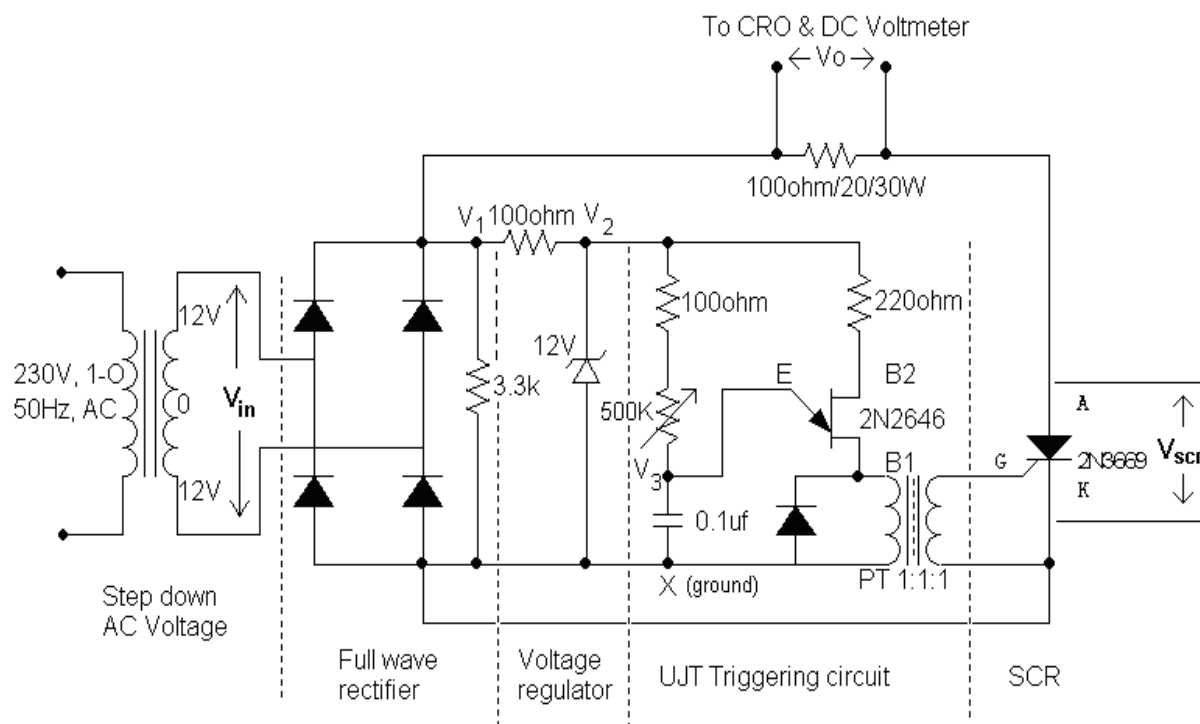 To CRO & DC Voltmeter
Vo
100ohm/20/30W
V1 100ohm V2
12V
230V, 1-O
50Hz, AC
0
Vin
12V
3.3k
12V
100ohm
220ohm
500K
E
B2
2N2646
V3
B1
0.1uf
X (ground)
PT 1:1:1
G
A
2N3669
K
Vscr
Step down
AC Voltage
Full wave
rectifier
Voltage
regulator
UJT Triggering circuit
SCR